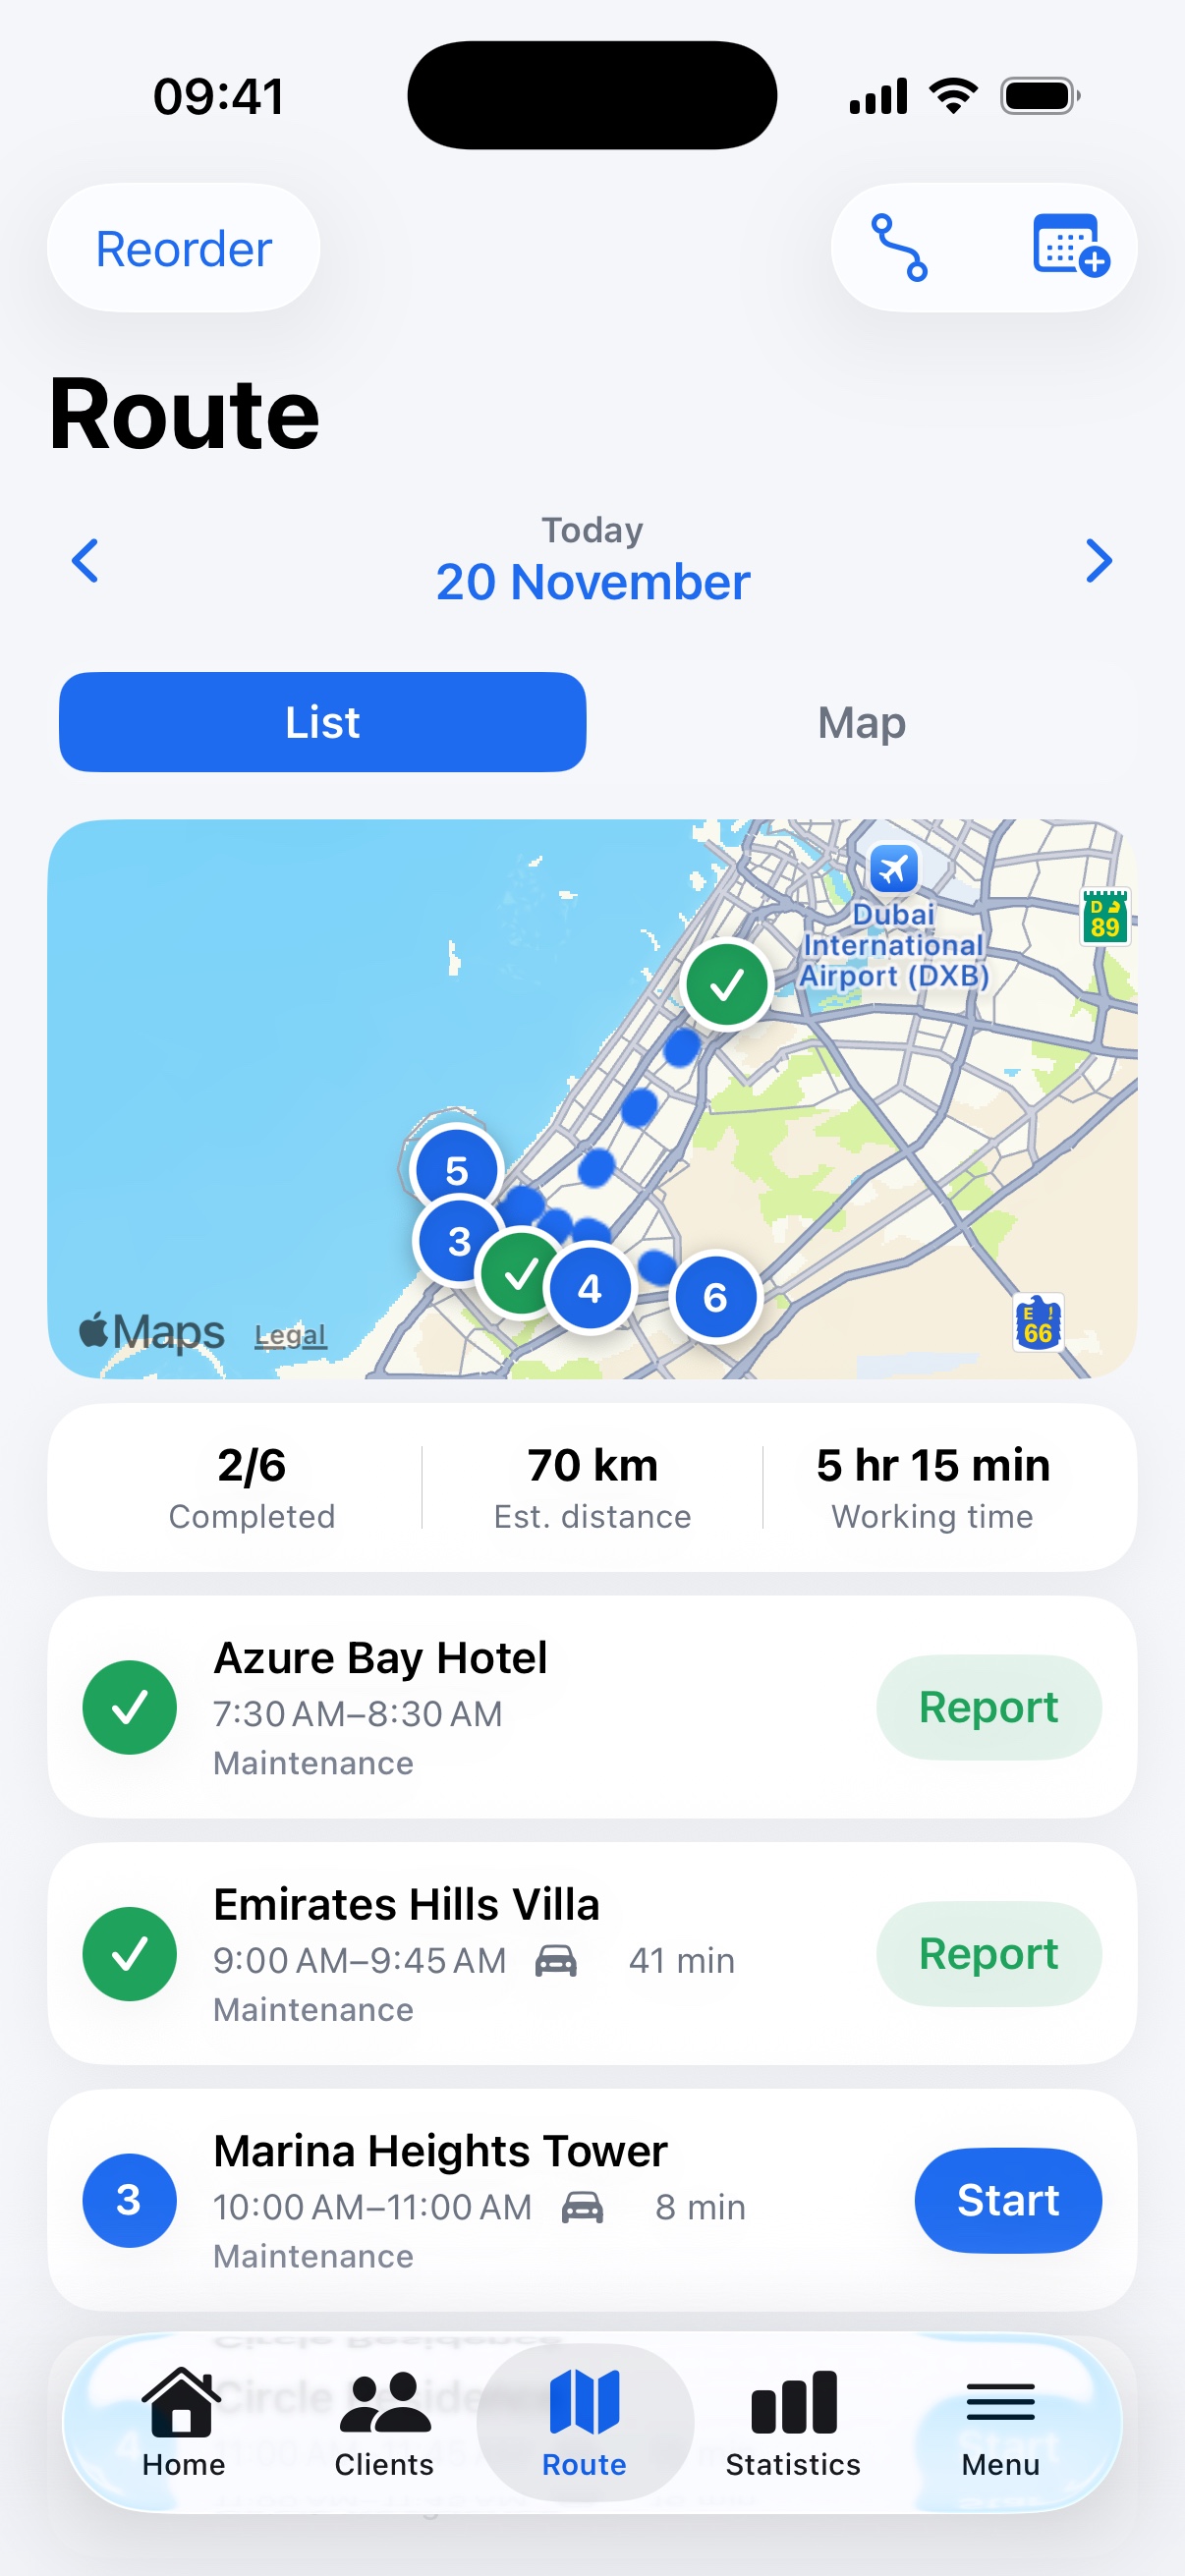 09:41
Reorder
Route
Today
20 November
List
Map
Dubai
International
Airport (DXB)
D
89
5
3
4
6
E
66
Maps
Legal
2/6
Completed
70 km
Est. distance
5 hr 15 min
Working time
Azure Bay Hotel
7:30 AM–8:30 AM
Maintenance
Report
Emirates Hills Villa
9:00 AM–9:45 AM 41 min
Maintenance
Report
3
Marina Heights Tower
10:00 AM–11:00 AM 8 min
Maintenance
Start
Circle Residence
4
Start
Home
Clients
Route
Statistics
Menu